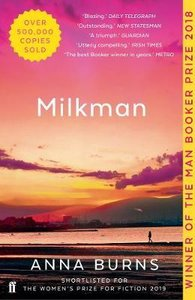 OVER
500,000
COPIES
SOLD
'Blazing.' DAILY TELEGRAPH
'Outstanding.' NEW STATESMAN
'A triumph.' GUARDIAN
'Utterly compelling.' IRISH TIMES
'The best Booker winner in years.' METRO
Milkman
WINNER OF THE MAN BOOKER PRIZE 2018
ff
ANNA BURNS
SHORTLISTED FOR
THE WOMEN'S PRIZE FOR FICTION 2019